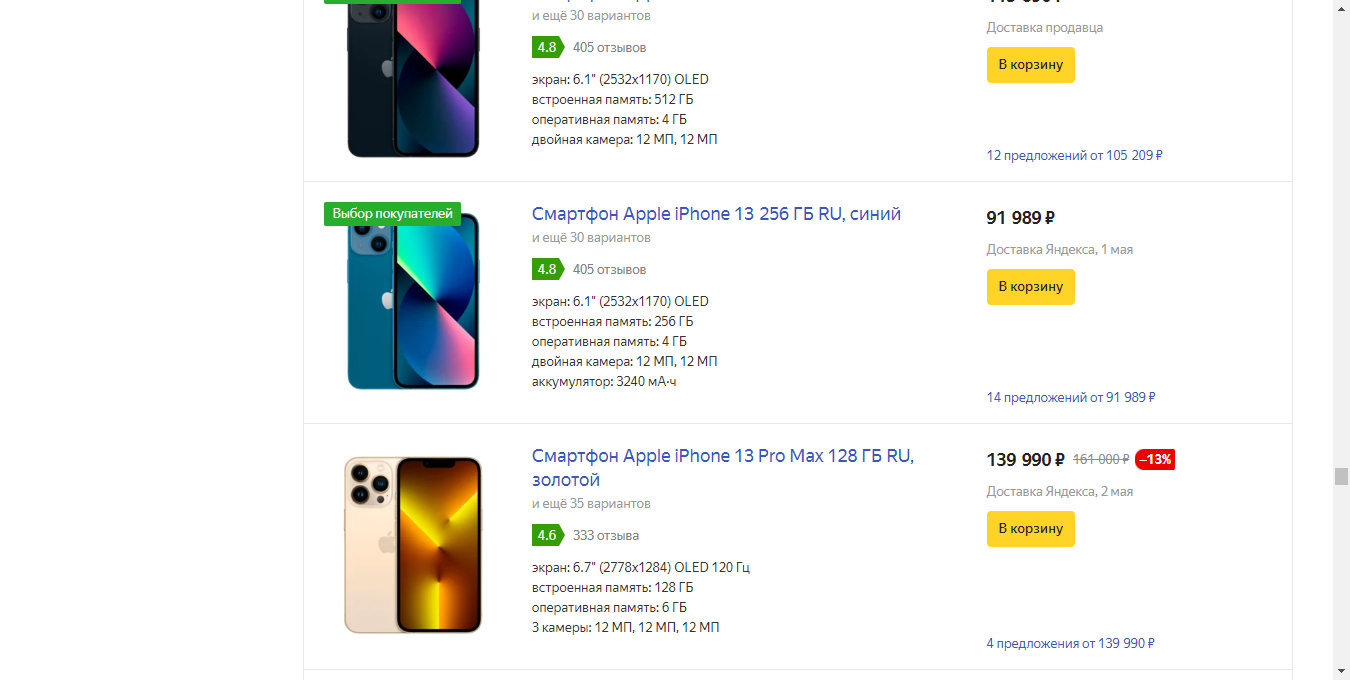 и ещё 30 вариантов
4.8 405 отзывов
экран: 6.1" (2532x1170) OLED
встроенная память: 512 ГБ
оперативная память: 4 ГБ
двойная камера: 12 МП, 12 МП
Доставка продавца
В корзину
12 предложений от 105 209 ₽
Выбор покупателей
Смартфон Apple iPhone 13 256 ГБ RU, синий
и ещё 30 вариантов
4.8 405 отзывов
экран: 6.1" (2532x1170) OLED
встроенная память: 256 ГБ
оперативная память: 4 ГБ
двойная камера: 12 МП, 12 МП
аккумулятор: 3240 мА·ч
91 989 ₽
Доставка Яндекса, 1 мая
В корзину
14 предложений от 91 989 ₽
Смартфон Apple iPhone 13 Pro Max 128 ГБ RU,
золотой
и ещё 35 вариантов
4.6 333 отзыва
экран: 6.7" (2778x1284) OLED 120 Гц
встроенная память: 128 ГБ
оперативная память: 6 ГБ
3 камеры: 12 МП, 12 МП, 12 МП
139 990 ₽ 161 000 ₽ –13%
Доставка Яндекса, 2 мая
В корзину
4 предложения от 139 990 ₽